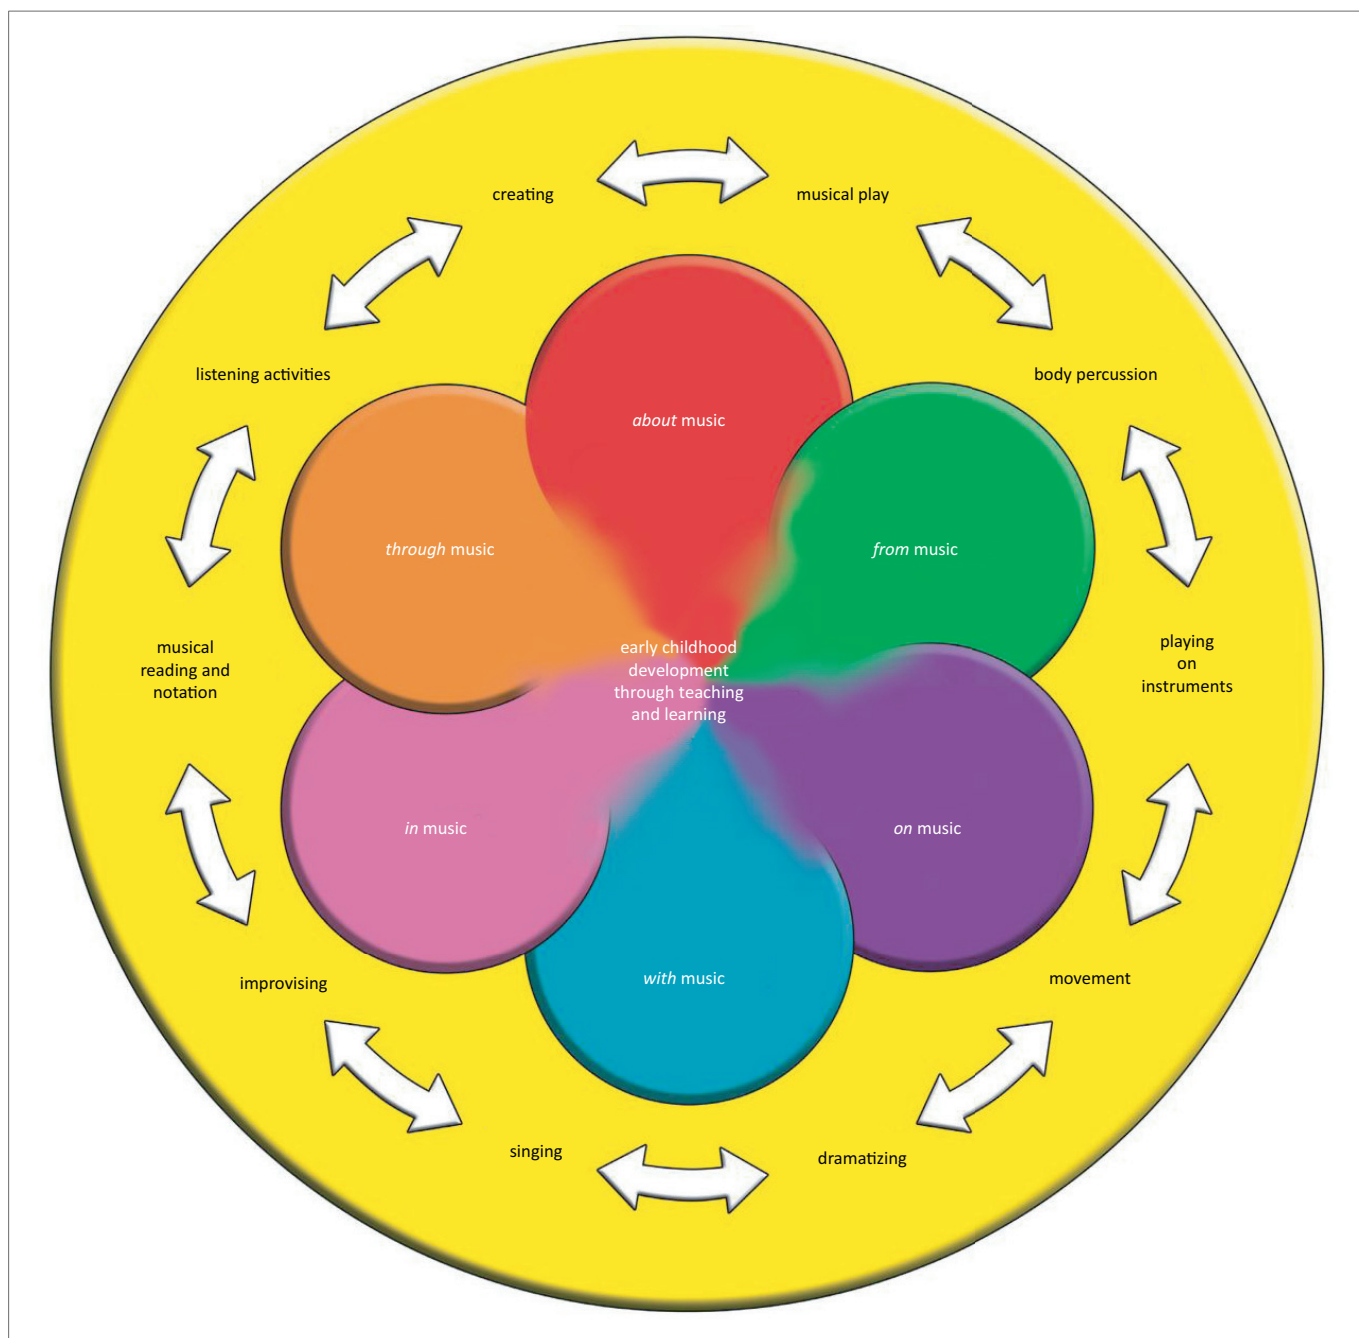 creating
musical play
listening activities
body percussion
about music
through music
from music
musical
reading and
notation
early childhood
development
through teaching
and learning
playing
on
instruments
in music
on music
improvising
with music
movement
singing
dramatizing